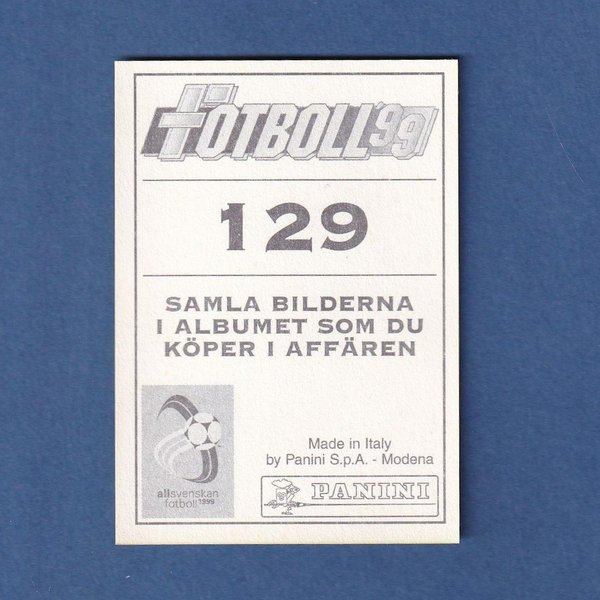 FOTBOLL'99
129
SAMLA BILDERNA
I ALBUMET SOM DU
KÖPER I AFFÄREN
allsvenskan
fotboll 1999
Made in Italy
by Panini S.p.A. - Modena
PANINI